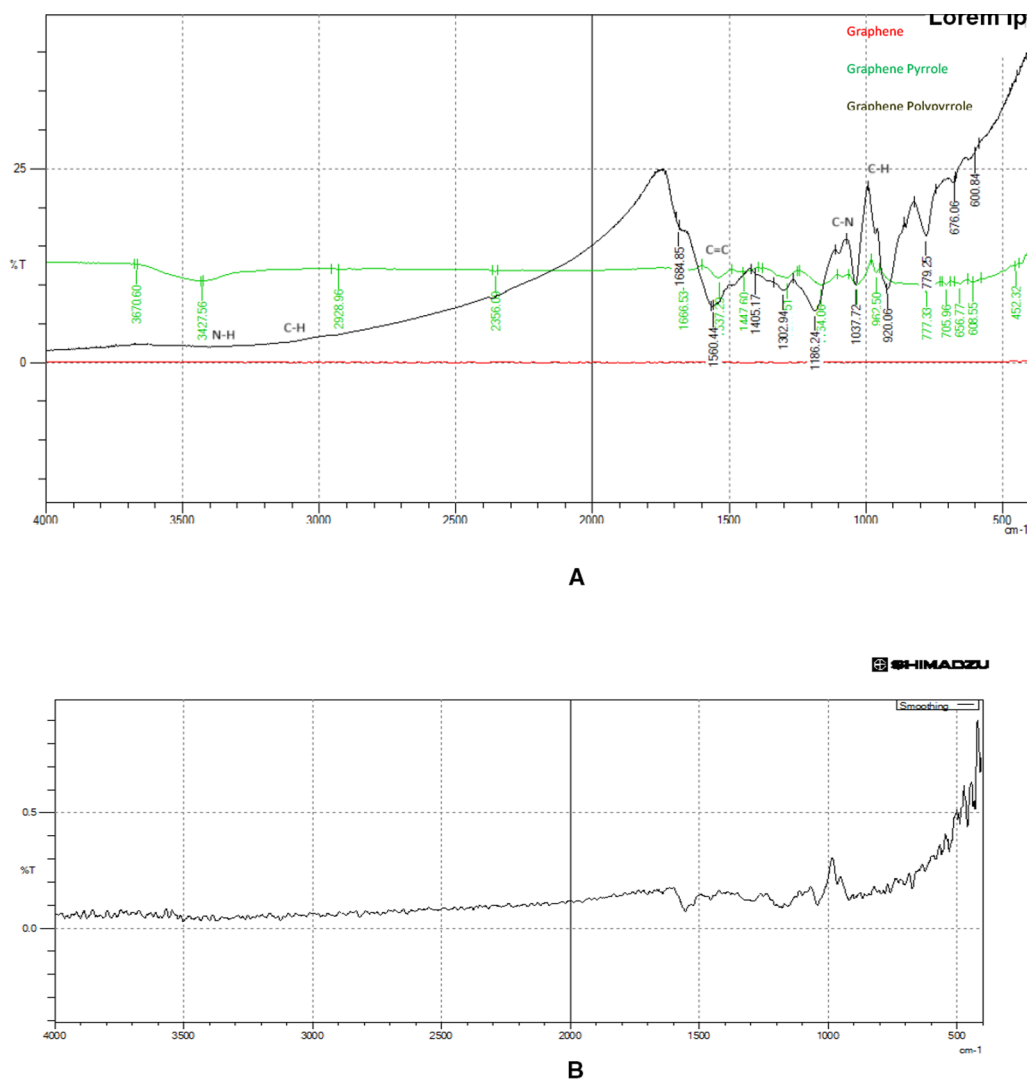 Lorem Ip
Graphene
Graphene Pyrrole
Graphene Polypyrrole
25
%T
0
N-H
C-H
C=C
C-N
C-H
3670.60
3427.56
2928.96
2356.0
1666.53
1684.85
1560.44
1447.60
1405.17
1302.94
1186.24
1037.72
962.50
920.06
777.33
779.25
705.96
676.06
656.77
608.55
600.84
452.32
4000 3500 3000 2500 2000 1500 1000 500
cm-1
A
SHIMADZU
Smoothing
0.5
%T
0.0
4000 3500 3000 2500 2000 1500 1000 500
cm-1
B